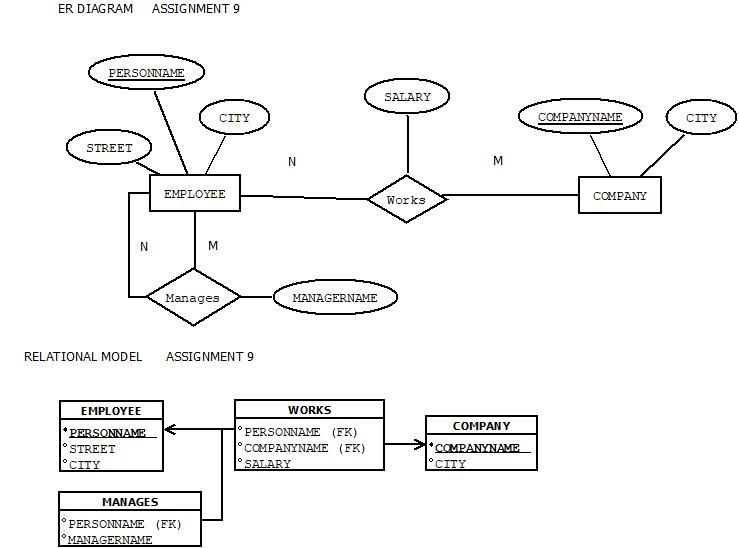 ER DIAGRAM ASSIGNMENT 9
PERSONNAME
SALARY
CITY
COMPANYNAME
CITY
STREET
N
M
EMPLOYEE
Works
COMPANY
N
M
Manages
MANAGERNAME
RELATIONAL MODEL ASSIGNMENT 9
EMPLOYEE
PERSONNAME
STREET
CITY
WORKS
PERSONNAME (FK)
COMPANYNAME (FK)
SALARY
COMPANY
COMPANYNAME
CITY
MANAGES
PERSONNAME (FK)
MANAGERNAME